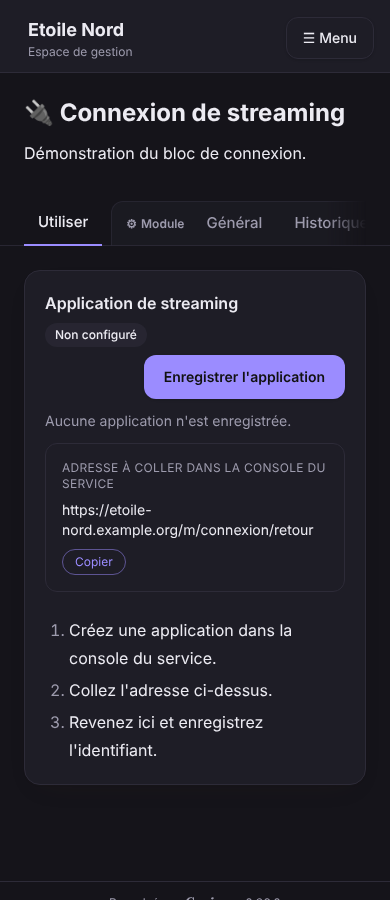 Etoile Nord
Espace de gestion
☰ Menu
🔌 Connexion de streaming
Démonstration du bloc de connexion.
Utiliser
⚙ Module
Général
Historique
Application de streaming
Non configuré
Enregistrer l'application
Aucune application n'est enregistrée.
ADRESSE À COLLER DANS LA CONSOLE DU
SERVICE
https://etoile-
nord.example.org/m/connexion/retour
Copier
1. Créez une application dans la
console du service.
2. Collez l'adresse ci-dessus.
3. Revenez ici et enregistrez
l'identifiant.